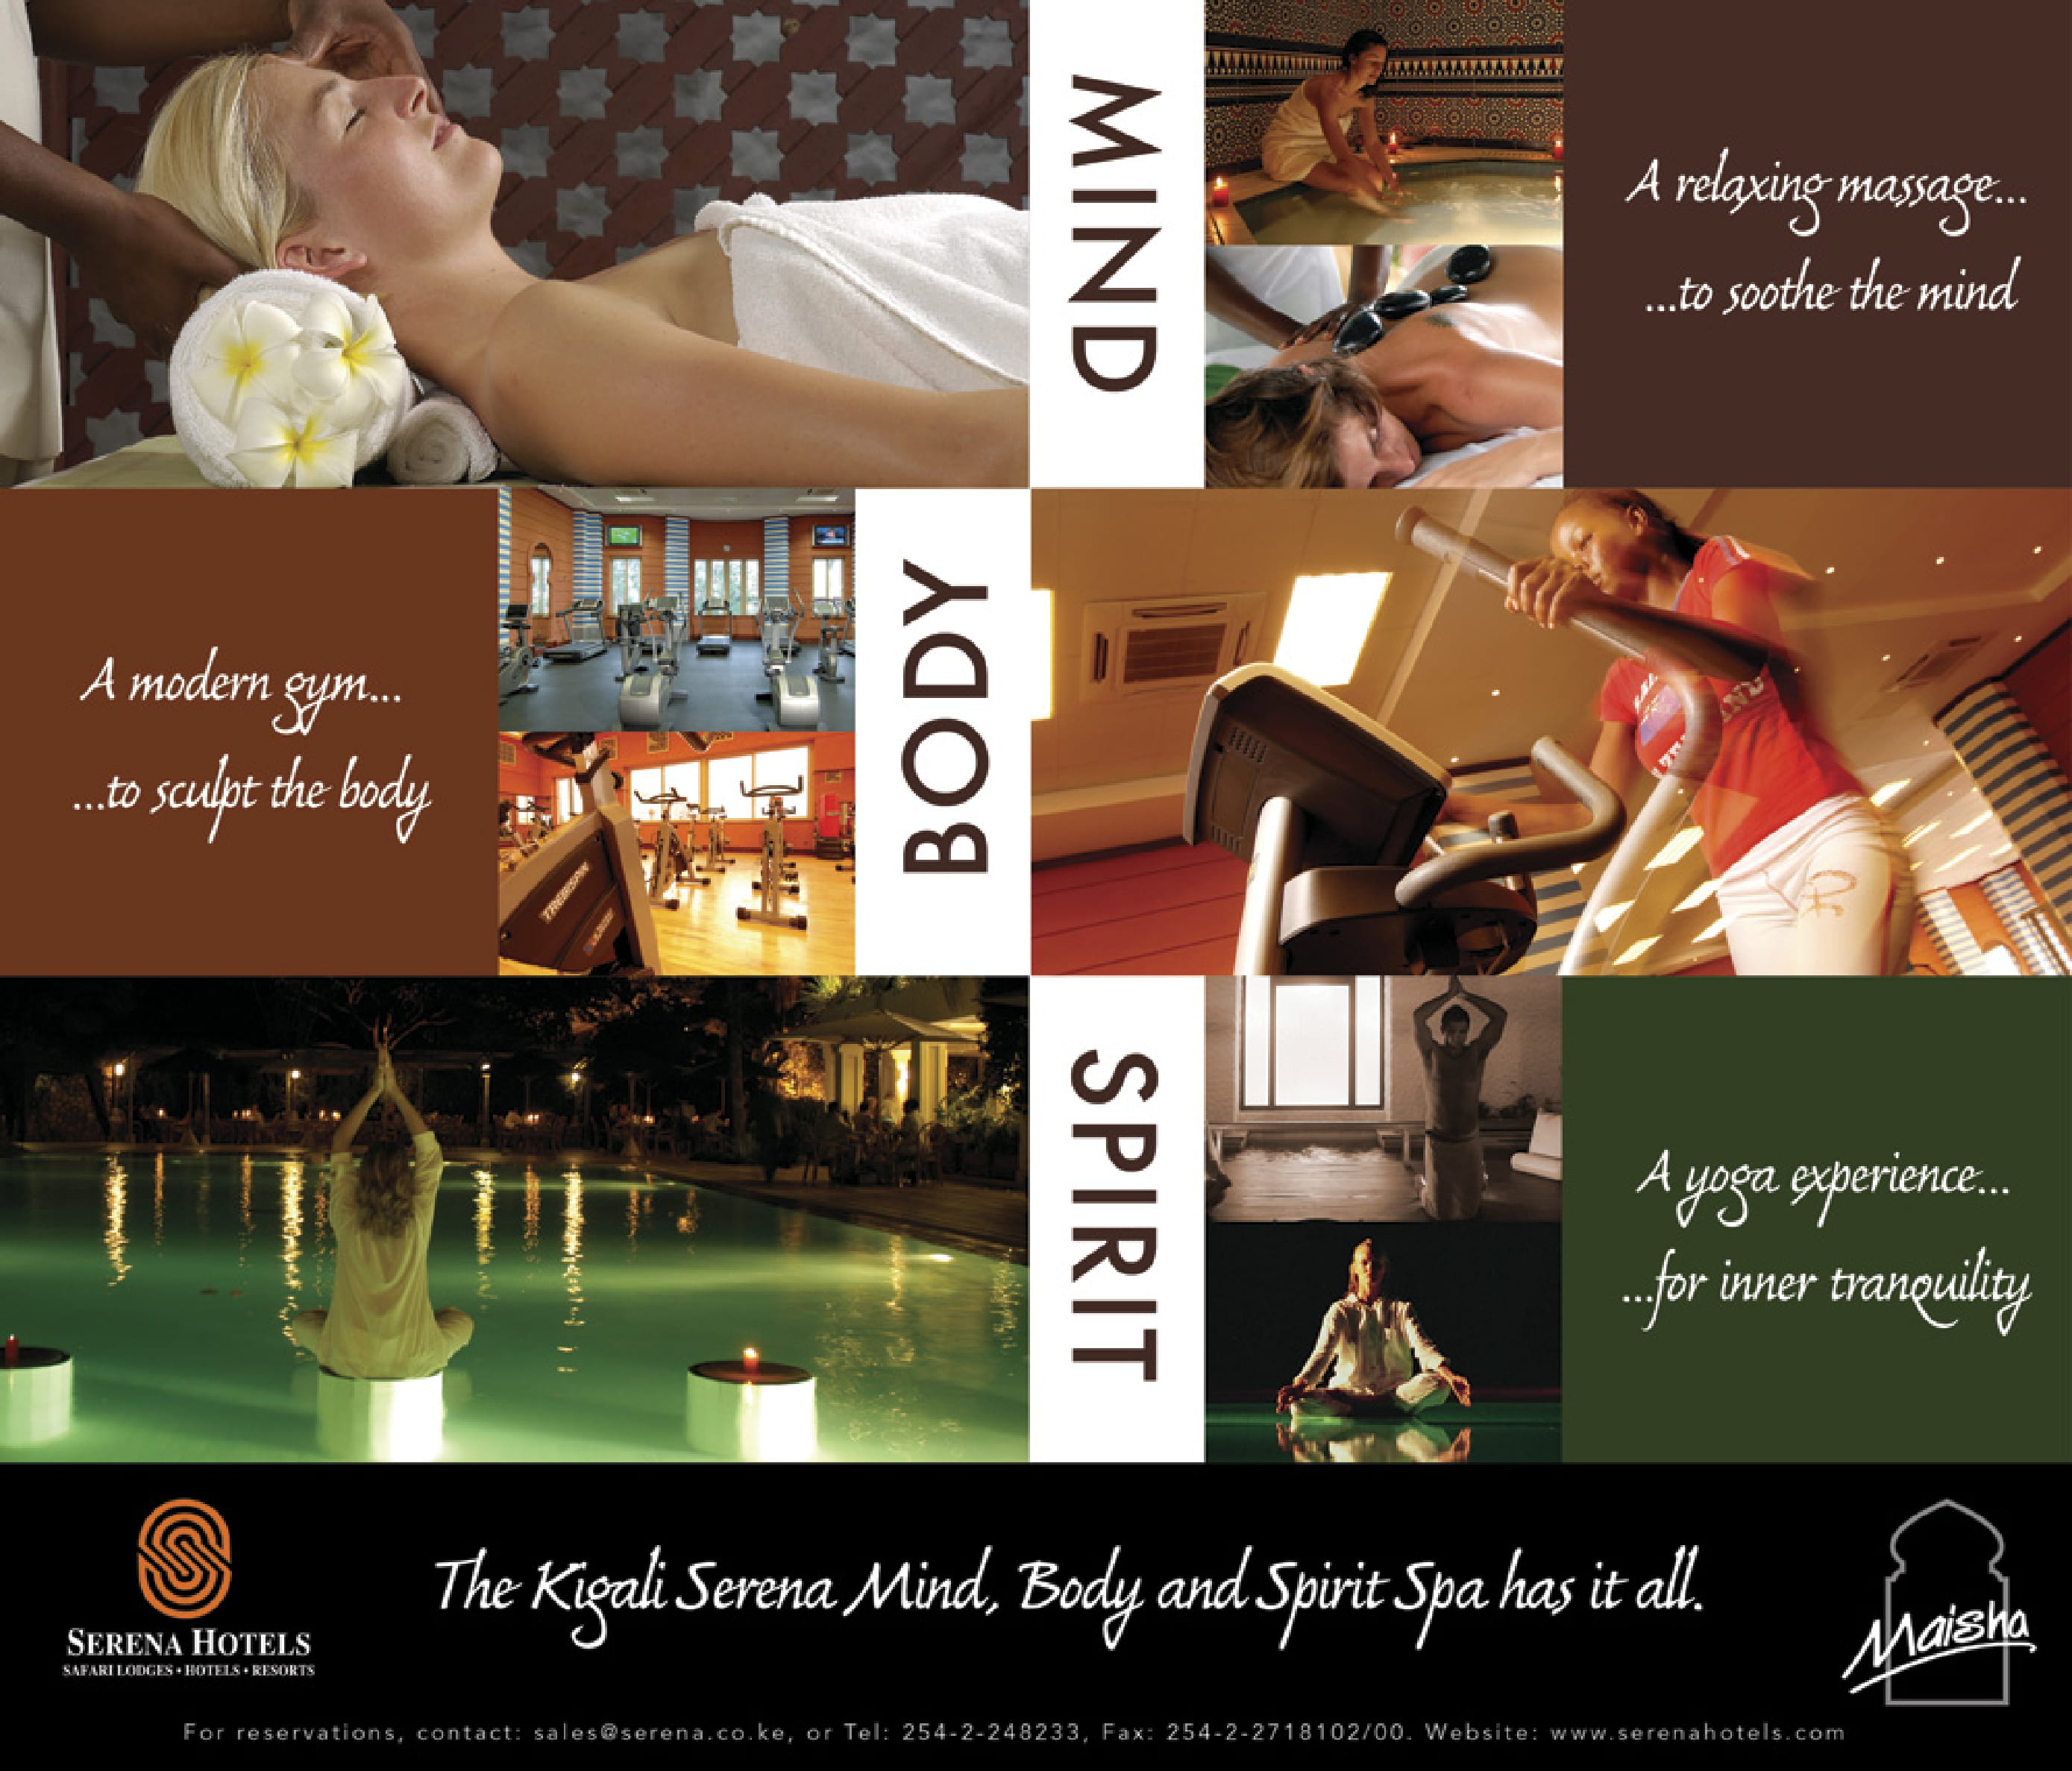 MIND
A relaxing massage...
...to soothe the mind
A modern gym...
...to sculpt the body
BODY
SPIRIT
A yoga experience...
...for inner tranquility
SERENA HOTELS
SAFARI LODGES • HOTELS • RESORTS
The Kigali Serena Mind, Body and Spirit Spa has it all.
Maisha
For reservations, contact: sales@serena.co.ke, or Tel: 254-2-248233, Fax: 254-2-2718102/00. Website: www.serenahotels.com